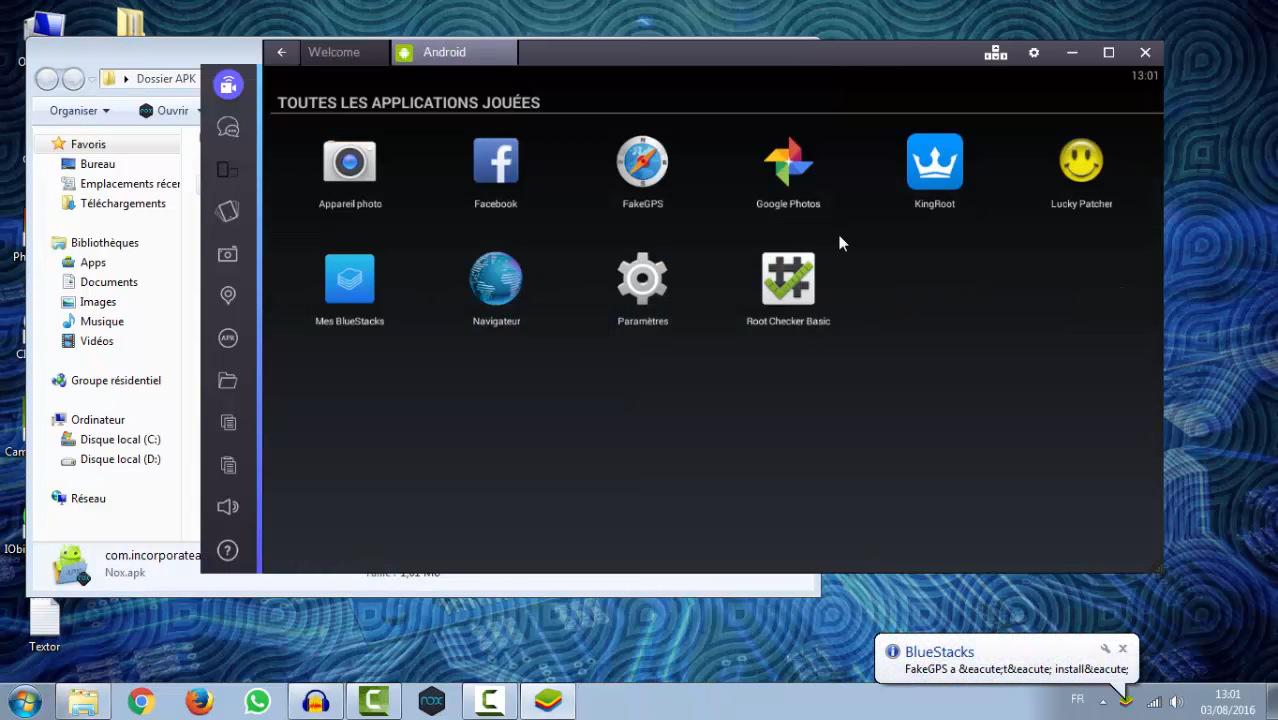 Welcome
Android
Dossier APK
13:01
Organiser
Ouvrir
TOUTES LES APPLICATIONS JOUÉES
Favoris
Bureau
Emplacements récer
Téléchargements
Appareil photo
Facebook
FakeGPS
Google Photos
KingRoot
Lucky Patcher
Bibliothèques
Apps
Documents
Images
Musique
Vidéos
Mes BlueStacks
Navigateur
Paramètres
Root Checker Basic
APK
Groupe résidentiel
Ordinateur
Disque local (C:)
Disque local (D:)
Réseau
com.incorporatea
Nox.apk
Textor
BlueStacks
FakeGPS a &eacute;t&eacute; install&eacute;
nox
FR
13:01
03/08/2016